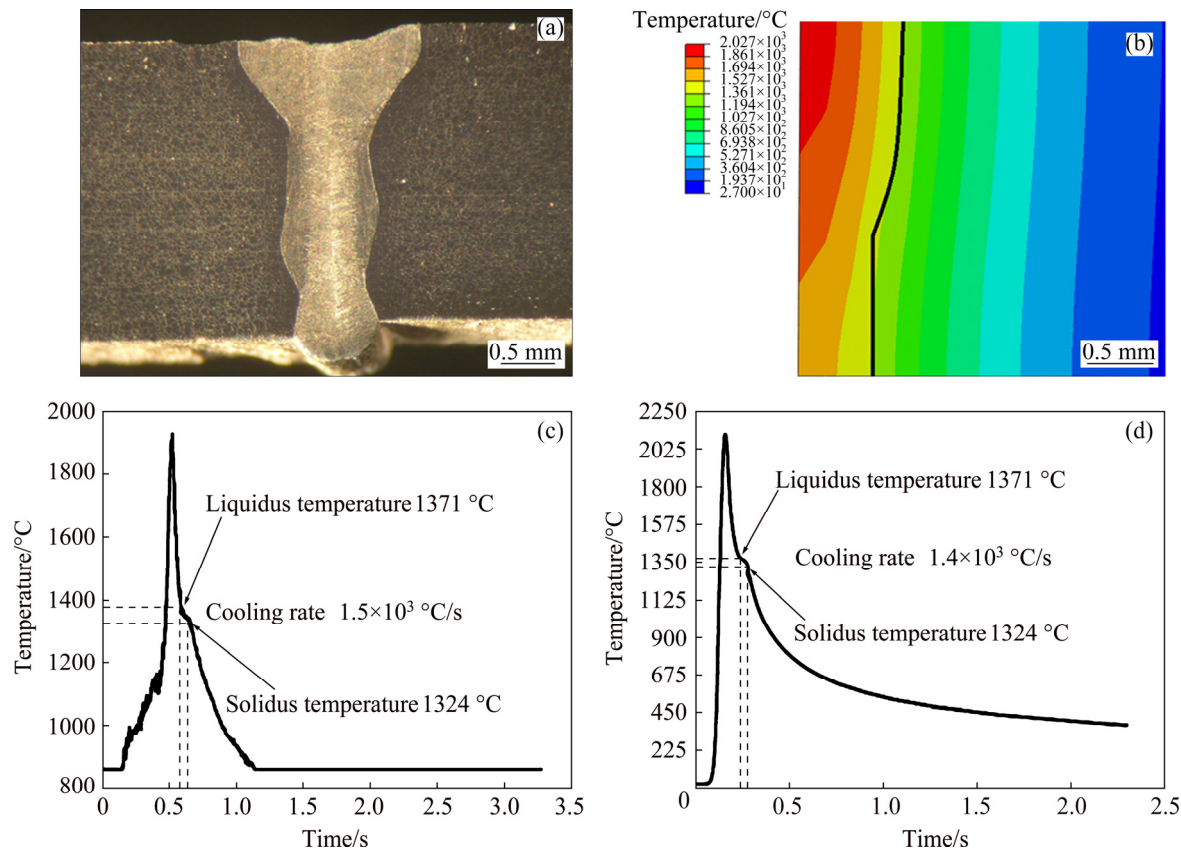 (a)
0.5 mm
Temperature/°C
2.027×10³
1.861×10³
1.694×10³
1.527×10³
1.361×10³
1.194×10³
1.027×10³
8.605×10²
6.938×10²
5.271×10²
3.604×10²
1.937×10²
2.700×10¹
(b)
0.5 mm
(c)
2000
1800
1600
1400
1200
1000
800
Temperature/°C
Liquidus temperature 1371 °C
Cooling rate 1.5×10³ °C/s
Solidus temperature 1324 °C
0 0.5 1.0 1.5 2.0 2.5 3.0 3.5
Time/s
(d)
2250
2025
1800
1575
1350
1125
900
675
450
225
0
Temperature/°C
Liquidus temperature 1371 °C
Cooling rate 1.4×10³ °C/s
Solidus temperature 1324 °C
0.5 1.0 1.5 2.0 2.5
Time/s